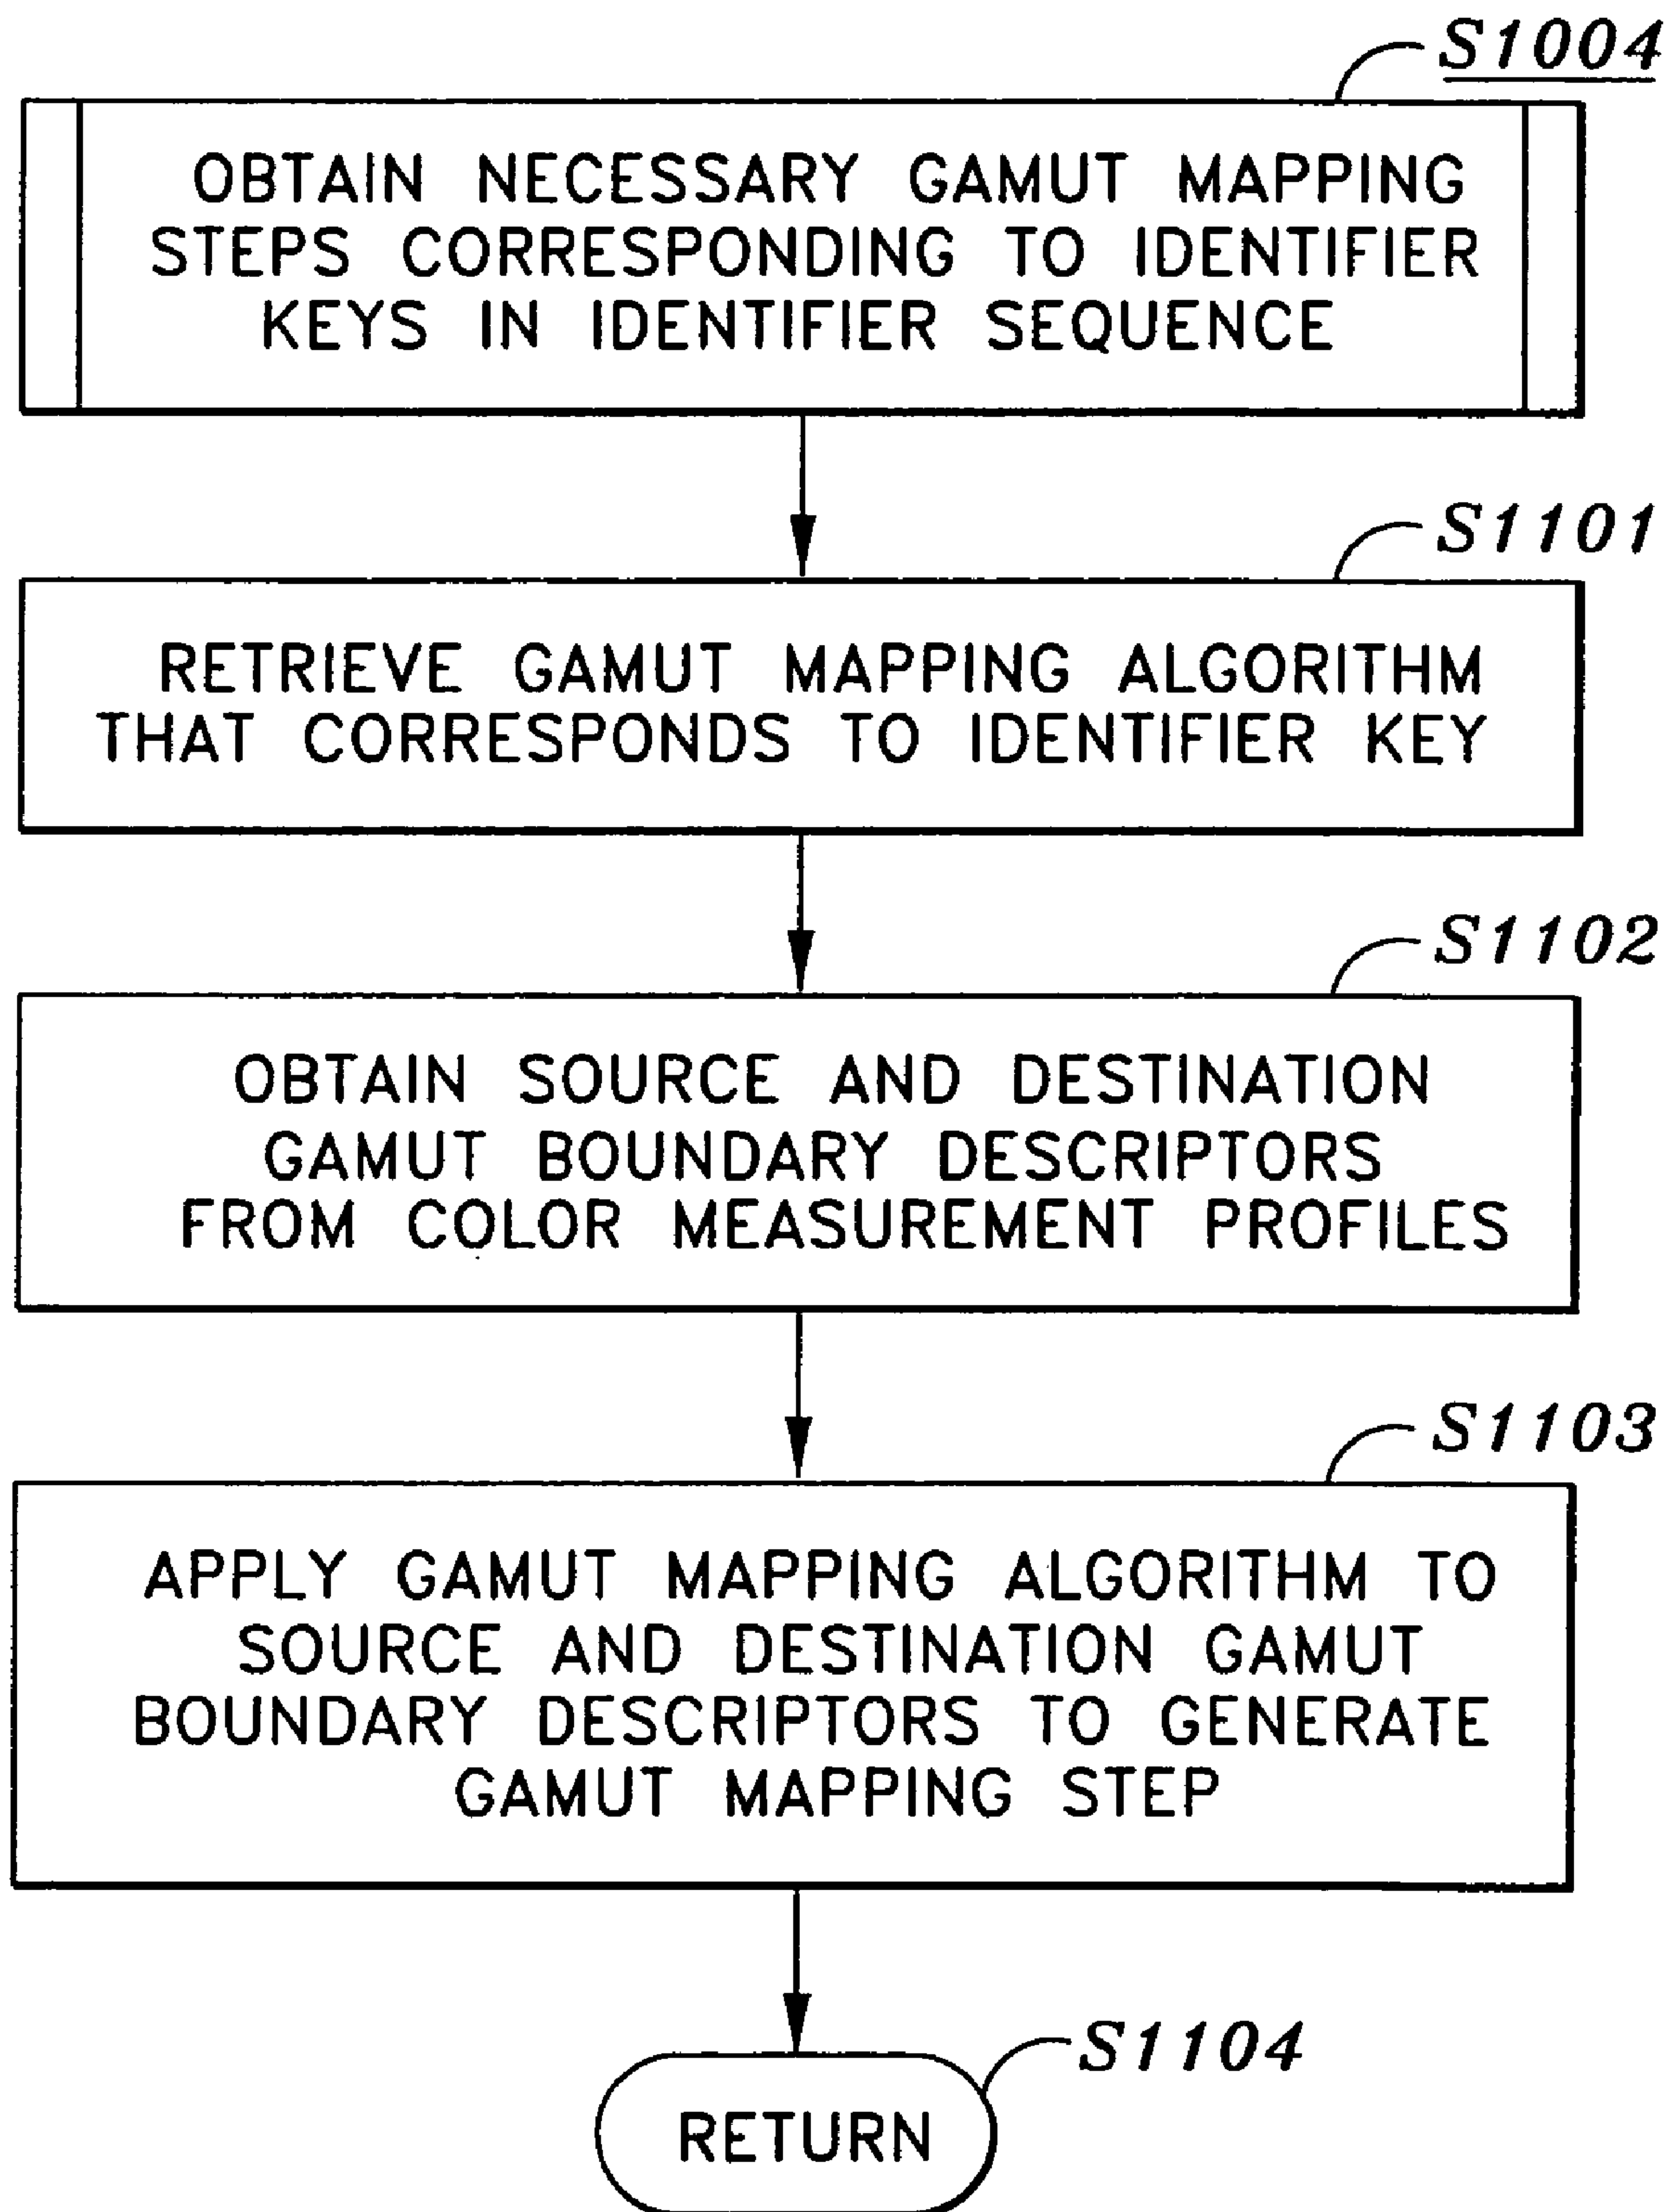 S1004
OBTAIN NECESSARY GAMUT MAPPING
STEPS CORRESPONDING TO IDENTIFIER
KEYS IN IDENTIFIER SEQUENCE
S1101
RETRIEVE GAMUT MAPPING ALGORITHM
THAT CORRESPONDS TO IDENTIFIER KEY
S1102
OBTAIN SOURCE AND DESTINATION
GAMUT BOUNDARY DESCRIPTORS
FROM COLOR MEASUREMENT PROFILES
S1103
APPLY GAMUT MAPPING ALGORITHM TO
SOURCE AND DESTINATION GAMUT
BOUNDARY DESCRIPTORS TO GENERATE
GAMUT MAPPING STEP
S1104
RETURN